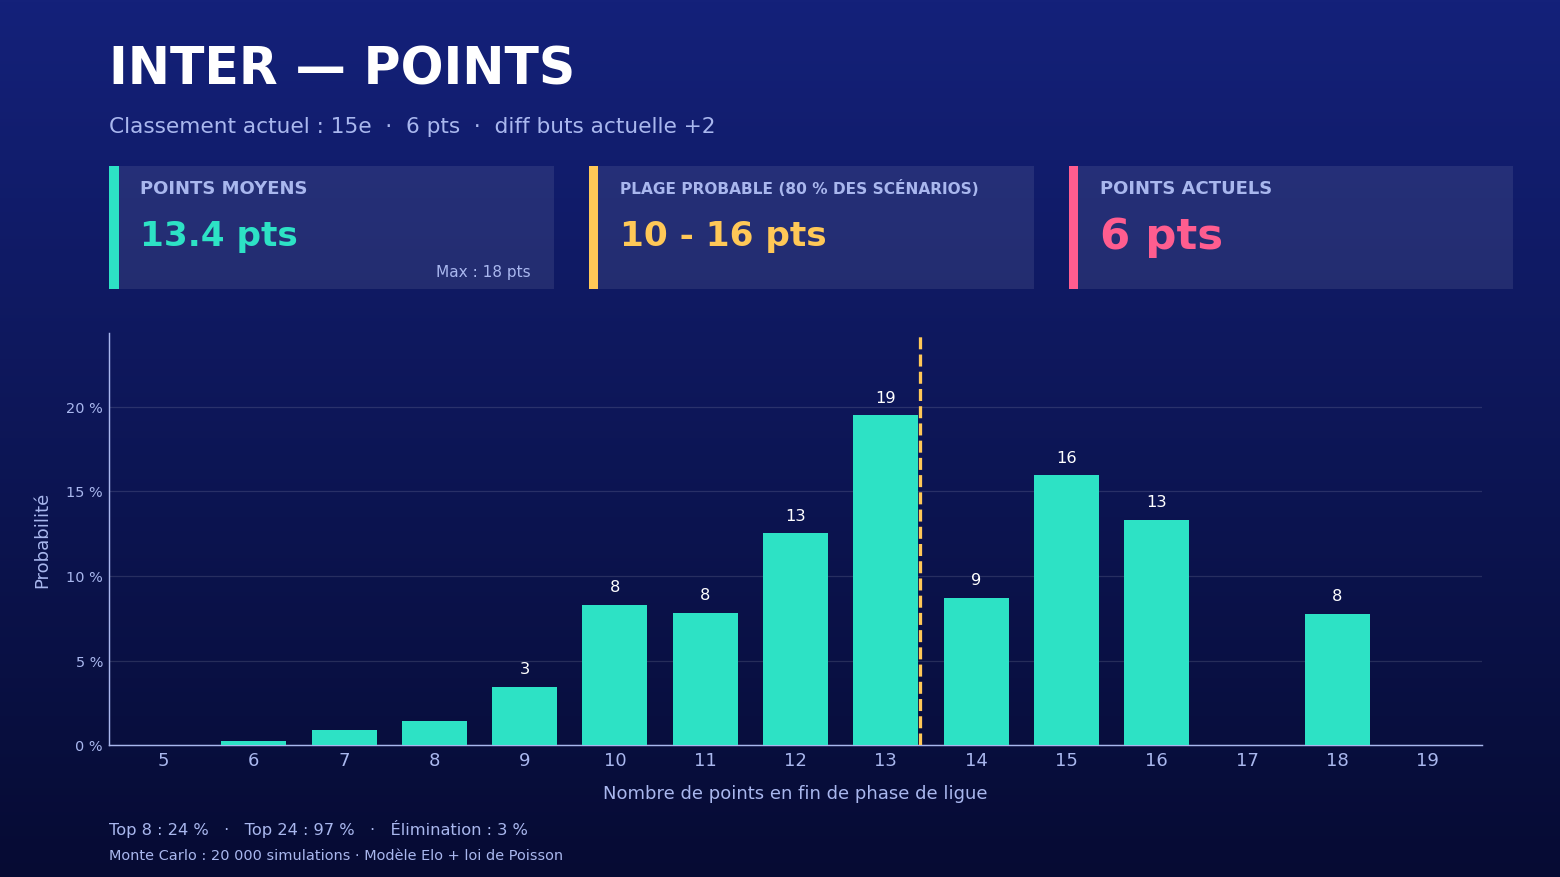 INTER — POINTS
Classement actuel : 15e · 6 pts · diff buts actuelle +2
POINTS MOYENS
13.4 pts
Max : 18 pts
PLAGE PROBABLE (80 % DES SCÉNARIOS)
10 - 16 pts
POINTS ACTUELS
6 pts
Probabilité
20 %
15 %
10 %
5 %
0 %
3
8
8
13
19
9
16
13
8
5 6 7 8 9 10 11 12 13 14 15 16 17 18 19
Nombre de points en fin de phase de ligue
Top 8 : 24 % · Top 24 : 97 % · Élimination : 3 %
Monte Carlo : 20 000 simulations · Modèle Elo + loi de Poisson